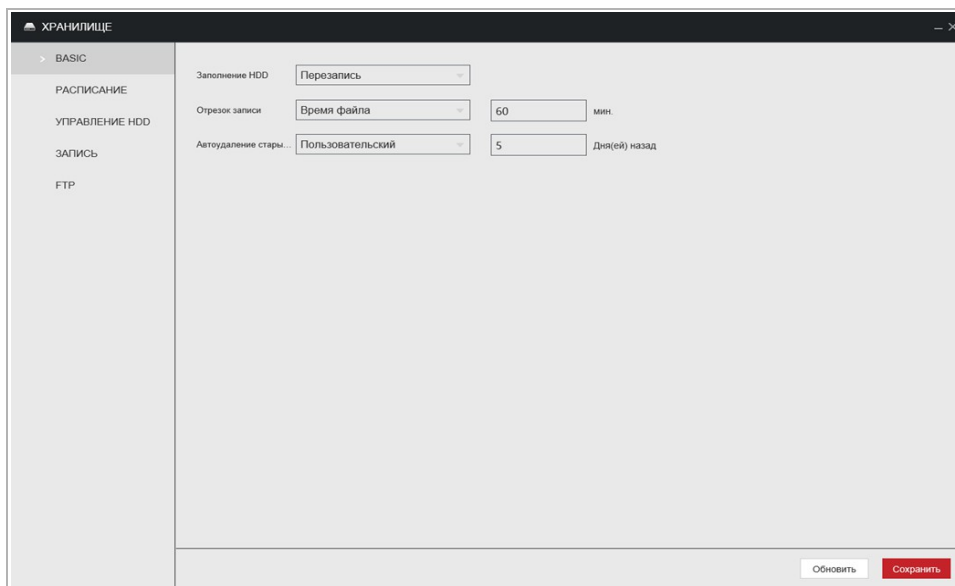 ХРАНИЛИЩЕ
BASIC
РАСПИСАНИЕ
УПРАВЛЕНИЕ HDD
ЗАПИСЬ
FTP
Заполнение HDD Перезапись
Отрезок записи Время файла 60 мин.
Автоудаление стары... Пользовательский 5 Дня(ей) назад
Обновить Сохранить